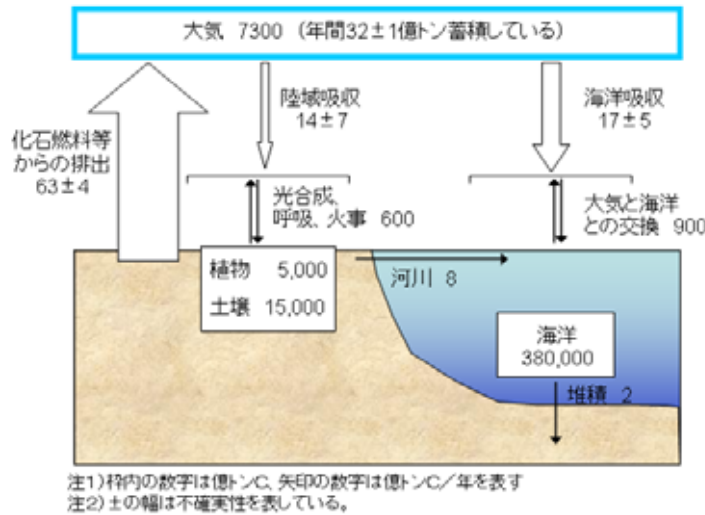 大気 7300 (年間32±1億トン蓄積している)
陸域吸収
14±7
海洋吸収
17±5
化石燃料等
からの排出
63±4
光合成、
呼吸、火事 600
大気と海洋
との交換 900
植物 5,000
土壌 15,000
河川 8
海洋
380,000
堆積 2
注1)枠内の数字は億トンC、矢印の数字は億トンC/年を表す
注2)±の幅は不確実性を表している。